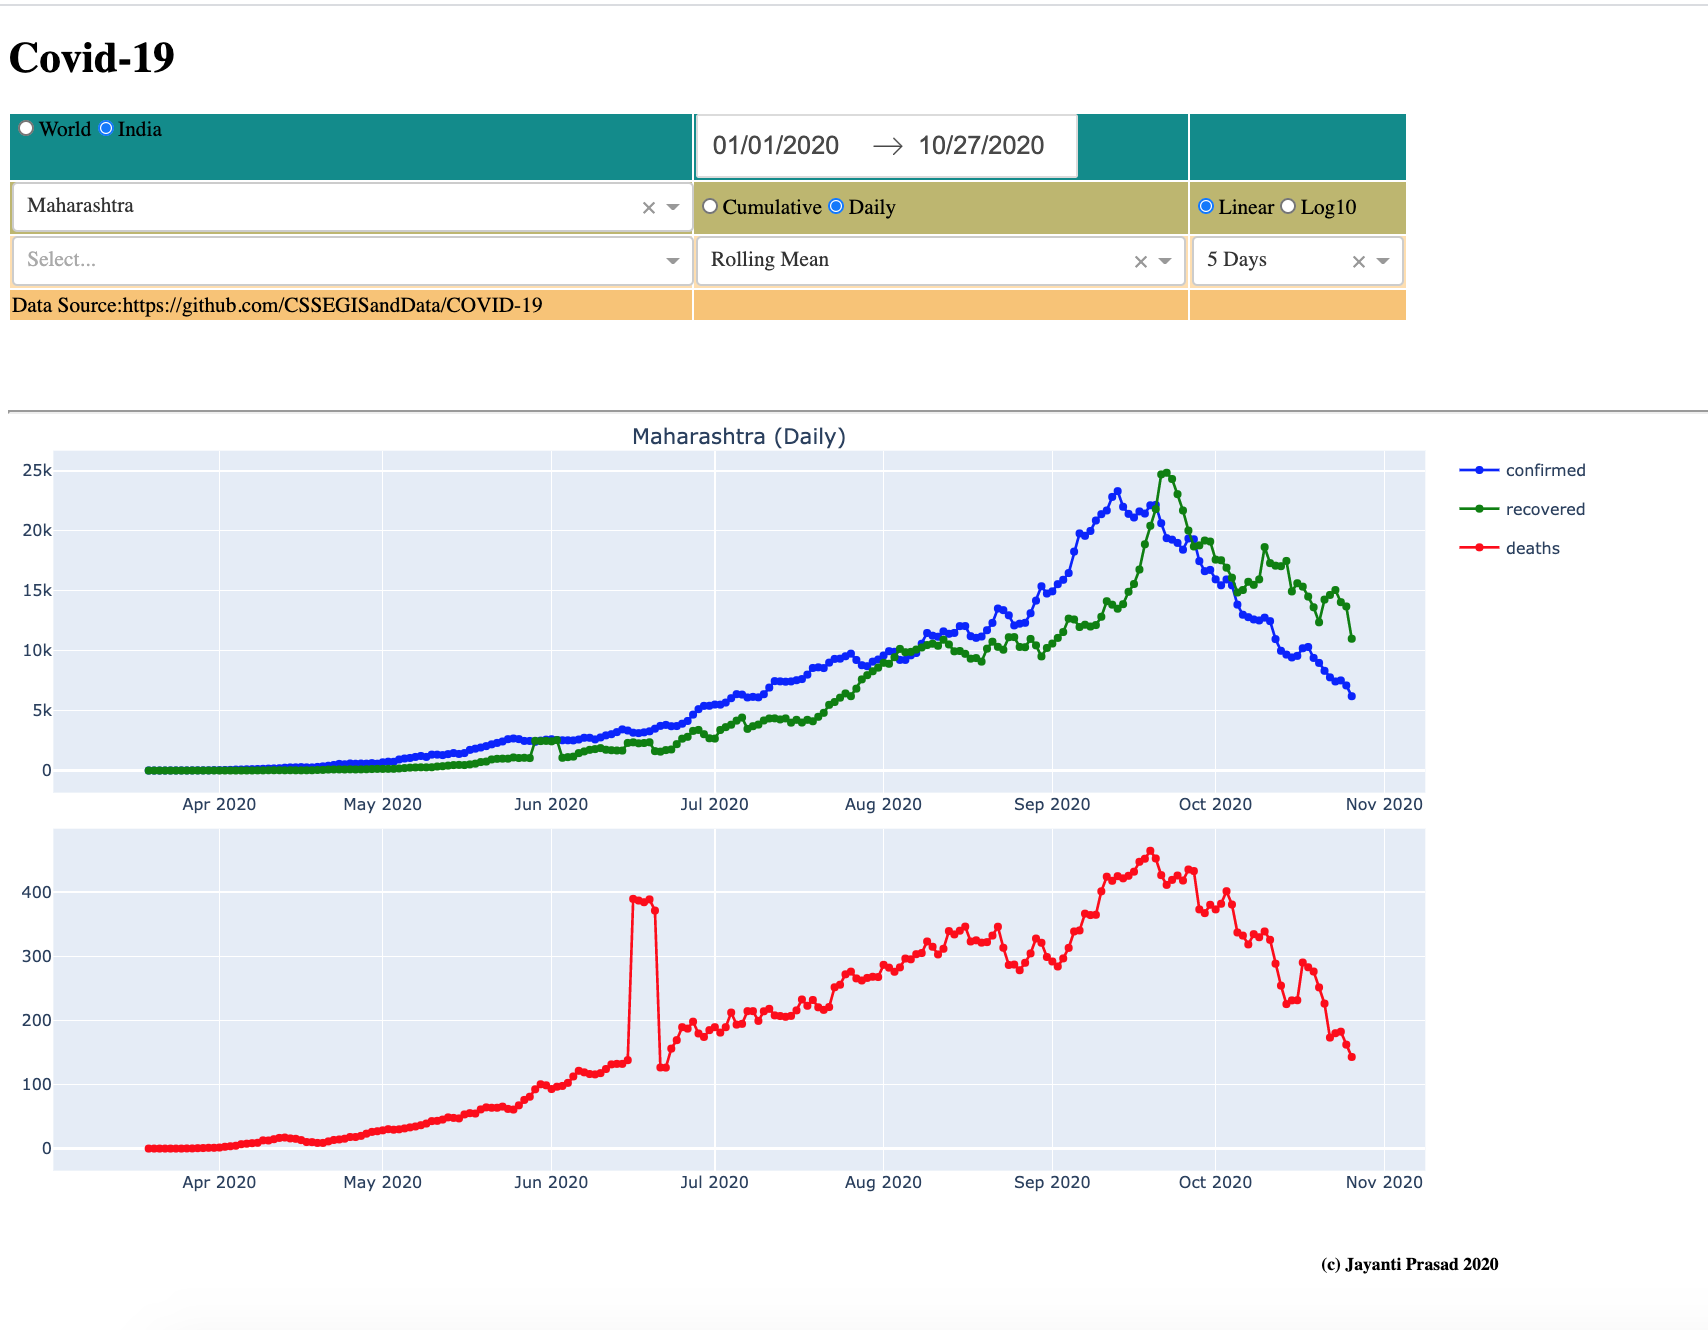 Covid-19
World India
01/01/2020 → 10/27/2020
Maharashtra × Cumulative Daily Linear Log10
Select... Rolling Mean × 5 Days ×
Data Source:https://github.com/CSSEGISandData/COVID-19
Maharashtra (Daily)
25k
20k
15k
10k
5k
0
Apr 2020 May 2020 Jun 2020 Jul 2020 Aug 2020 Sep 2020 Oct 2020 Nov 2020
confirmed
recovered
deaths
400
300
200
100
0
Apr 2020 May 2020 Jun 2020 Jul 2020 Aug 2020 Sep 2020 Oct 2020 Nov 2020
(c) Jayanti Prasad 2020